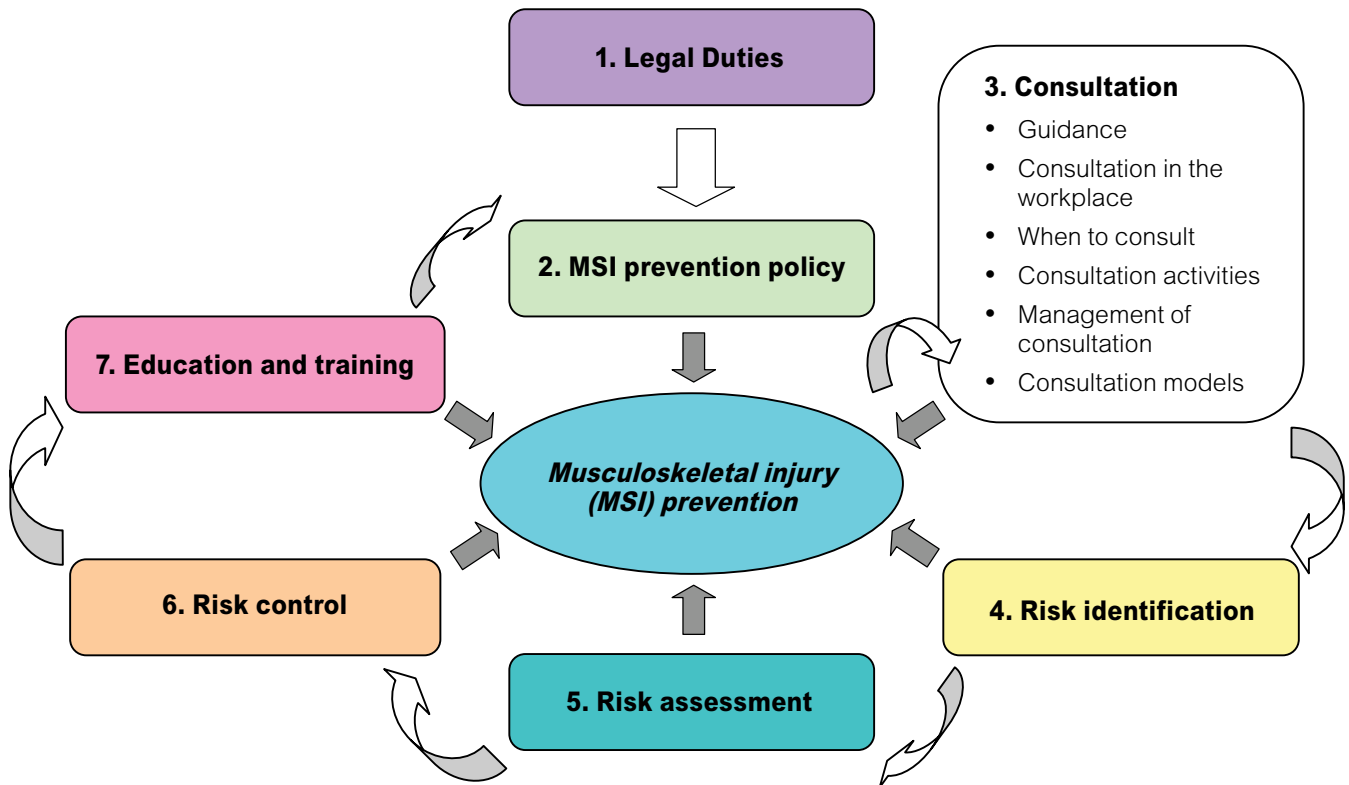 1. Legal Duties
2. MSI prevention policy
3. Consultation
• Guidance
• Consultation in the
workplace
• When to consult
• Consultation activities
• Management of
consultation
• Consultation models
7. Education and training
Musculoskeletal injury
(MSI) prevention
6. Risk control
4. Risk identification
5. Risk assessment